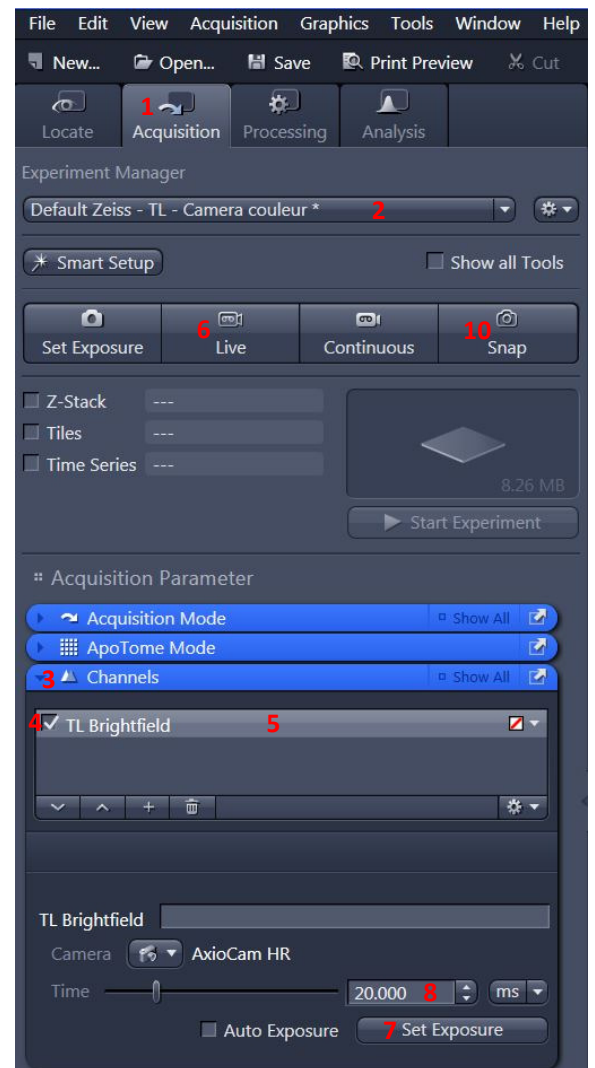 File Edit View Acquisition Graphics Tools Window Help
New... Open... Save Print Preview Cut
1
Locate Acquisition Processing Analysis
Experiment Manager
Default Zeiss - TL - Camera couleur * 2
Smart Setup Show all Tools
6 10
Set Exposure Live Continuous Snap
Z-Stack ---
Tiles ---
Time Series ---
8.26 MB
Start Experiment
Acquisition Parameter
Acquisition Mode Show All
ApoTome Mode
3 Channels Show All
4 TL Brightfield 5
TL Brightfield
Camera AxioCam HR
Time 20.000 8 ms
Auto Exposure 7 Set Exposure